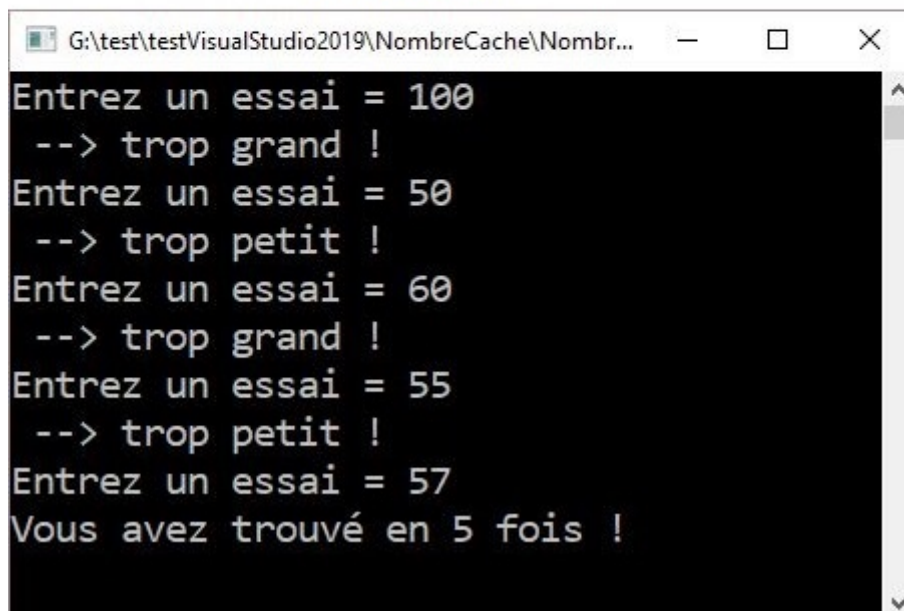 G:\test\testVisualStudio2019\NombreCache\Nombr...
Entrez un essai = 100
 --> trop grand !
Entrez un essai = 50
 --> trop petit !
Entrez un essai = 60
 --> trop grand !
Entrez un essai = 55
 --> trop petit !
Entrez un essai = 57
Vous avez trouvé en 5 fois !